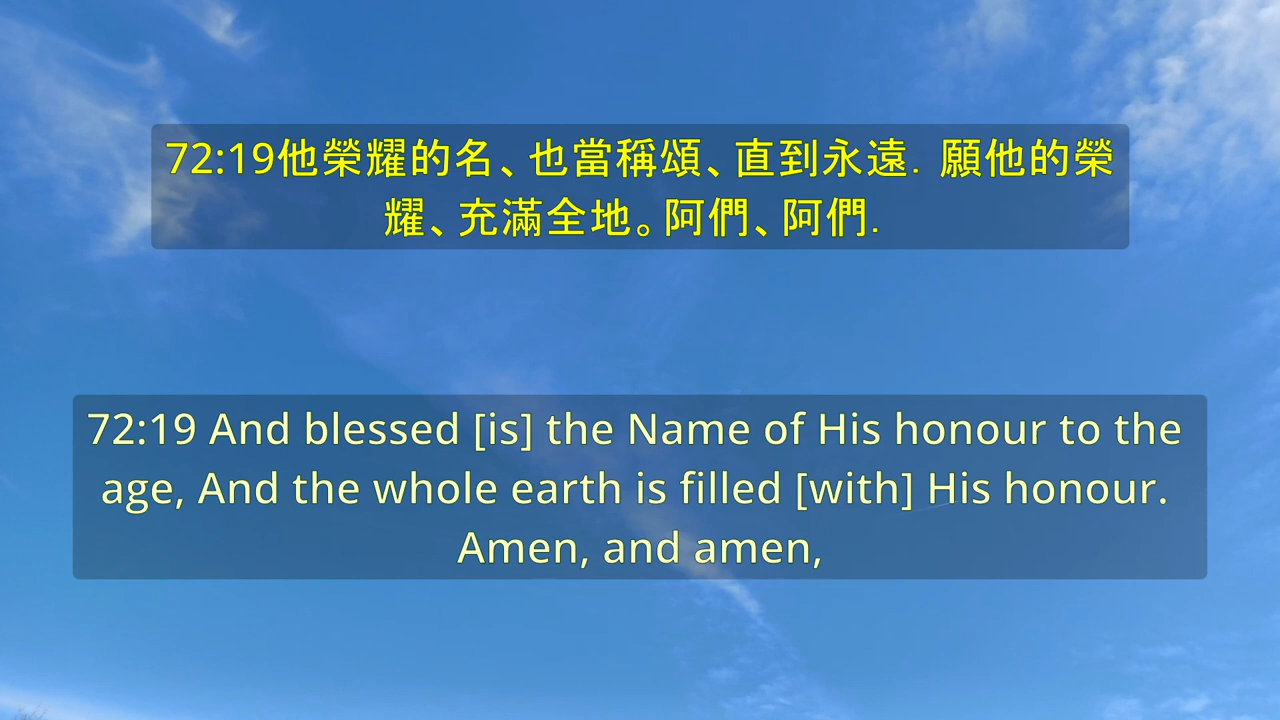 72:19他榮耀的名、也當稱頌、直到永遠. 願他的榮
耀、充滿全地。阿們、阿們.
72:19 And blessed [is] the Name of His honour to the
age, And the whole earth is filled [with] His honour.
Amen, and amen,